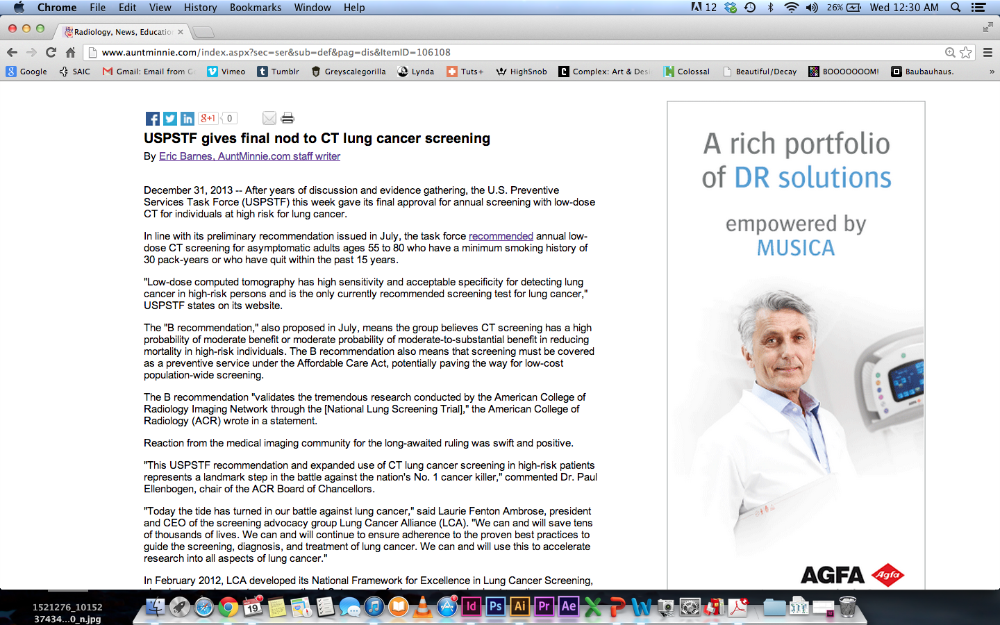 Chrome File Edit View History Bookmarks Window Help 12 26% Wed 12:30 AM
Radiology, News, Educatio
www.auntminnie.com/index.aspx?sec=ser&sub=def&pag=dis&ItemID=106108
Google SAIC Gmail: Email from Go Vimeo Tumblr Greyscalegorilla Lynda Tuts+ HighSnob Complex: Art & Desi Colossal Beautiful/Decay BOOOOOOOM! Baubauhaus. »
g+1 0
USPSTF gives final nod to CT lung cancer screening
By Eric Barnes, AuntMinnie.com staff writer
December 31, 2013 -- After years of discussion and evidence gathering, the U.S. Preventive
Services Task Force (USPSTF) this week gave its final approval for annual screening with low-dose
CT for individuals at high risk for lung cancer.
In line with its preliminary recommendation issued in July, the task force recommended annual low-
dose CT screening for asymptomatic adults ages 55 to 80 who have a minimum smoking history of
30 pack-years or who have quit within the past 15 years.
"Low-dose computed tomography has high sensitivity and acceptable specificity for detecting lung
cancer in high-risk persons and is the only currently recommended screening test for lung cancer,"
USPSTF states on its website.
The "B recommendation," also proposed in July, means the group believes CT screening has a high
probability of moderate benefit or moderate probability of moderate-to-substantial benefit in reducing
mortality in high-risk individuals. The B recommendation also means that screening must be covered
as a preventive service under the Affordable Care Act, potentially paving the way for low-cost
population-wide screening.
The B recommendation "validates the tremendous research conducted by the American College of
Radiology Imaging Network through the [National Lung Screening Trial]," the American College of
Radiology (ACR) wrote in a statement.
Reaction from the medical imaging community for the long-awaited ruling was swift and positive.
"This USPSTF recommendation and expanded use of CT lung cancer screening in high-risk patients
represents a landmark step in the battle against the nation's No. 1 cancer killer," commented Dr. Paul
Ellenbogen, chair of the ACR Board of Chancellors.
"Today the tide has turned in our battle against lung cancer," said Laurie Fenton Ambrose, president
and CEO of the screening advocacy group Lung Cancer Alliance (LCA). "We can and will save tens
of thousands of lives. We can and will continue to ensure adherence to the proven best practices to
guide the screening, diagnosis, and treatment of lung cancer. We can and will use this to accelerate
research into all aspects of lung cancer."
In February 2012, LCA developed its National Framework for Excellence in Lung Cancer Screening,
A rich portfolio
of DR solutions
empowered by
MUSICA
AGFA Agfa
1521276_10152
37434...0_n.jpg
19 Id Ps Ai Pr Ae